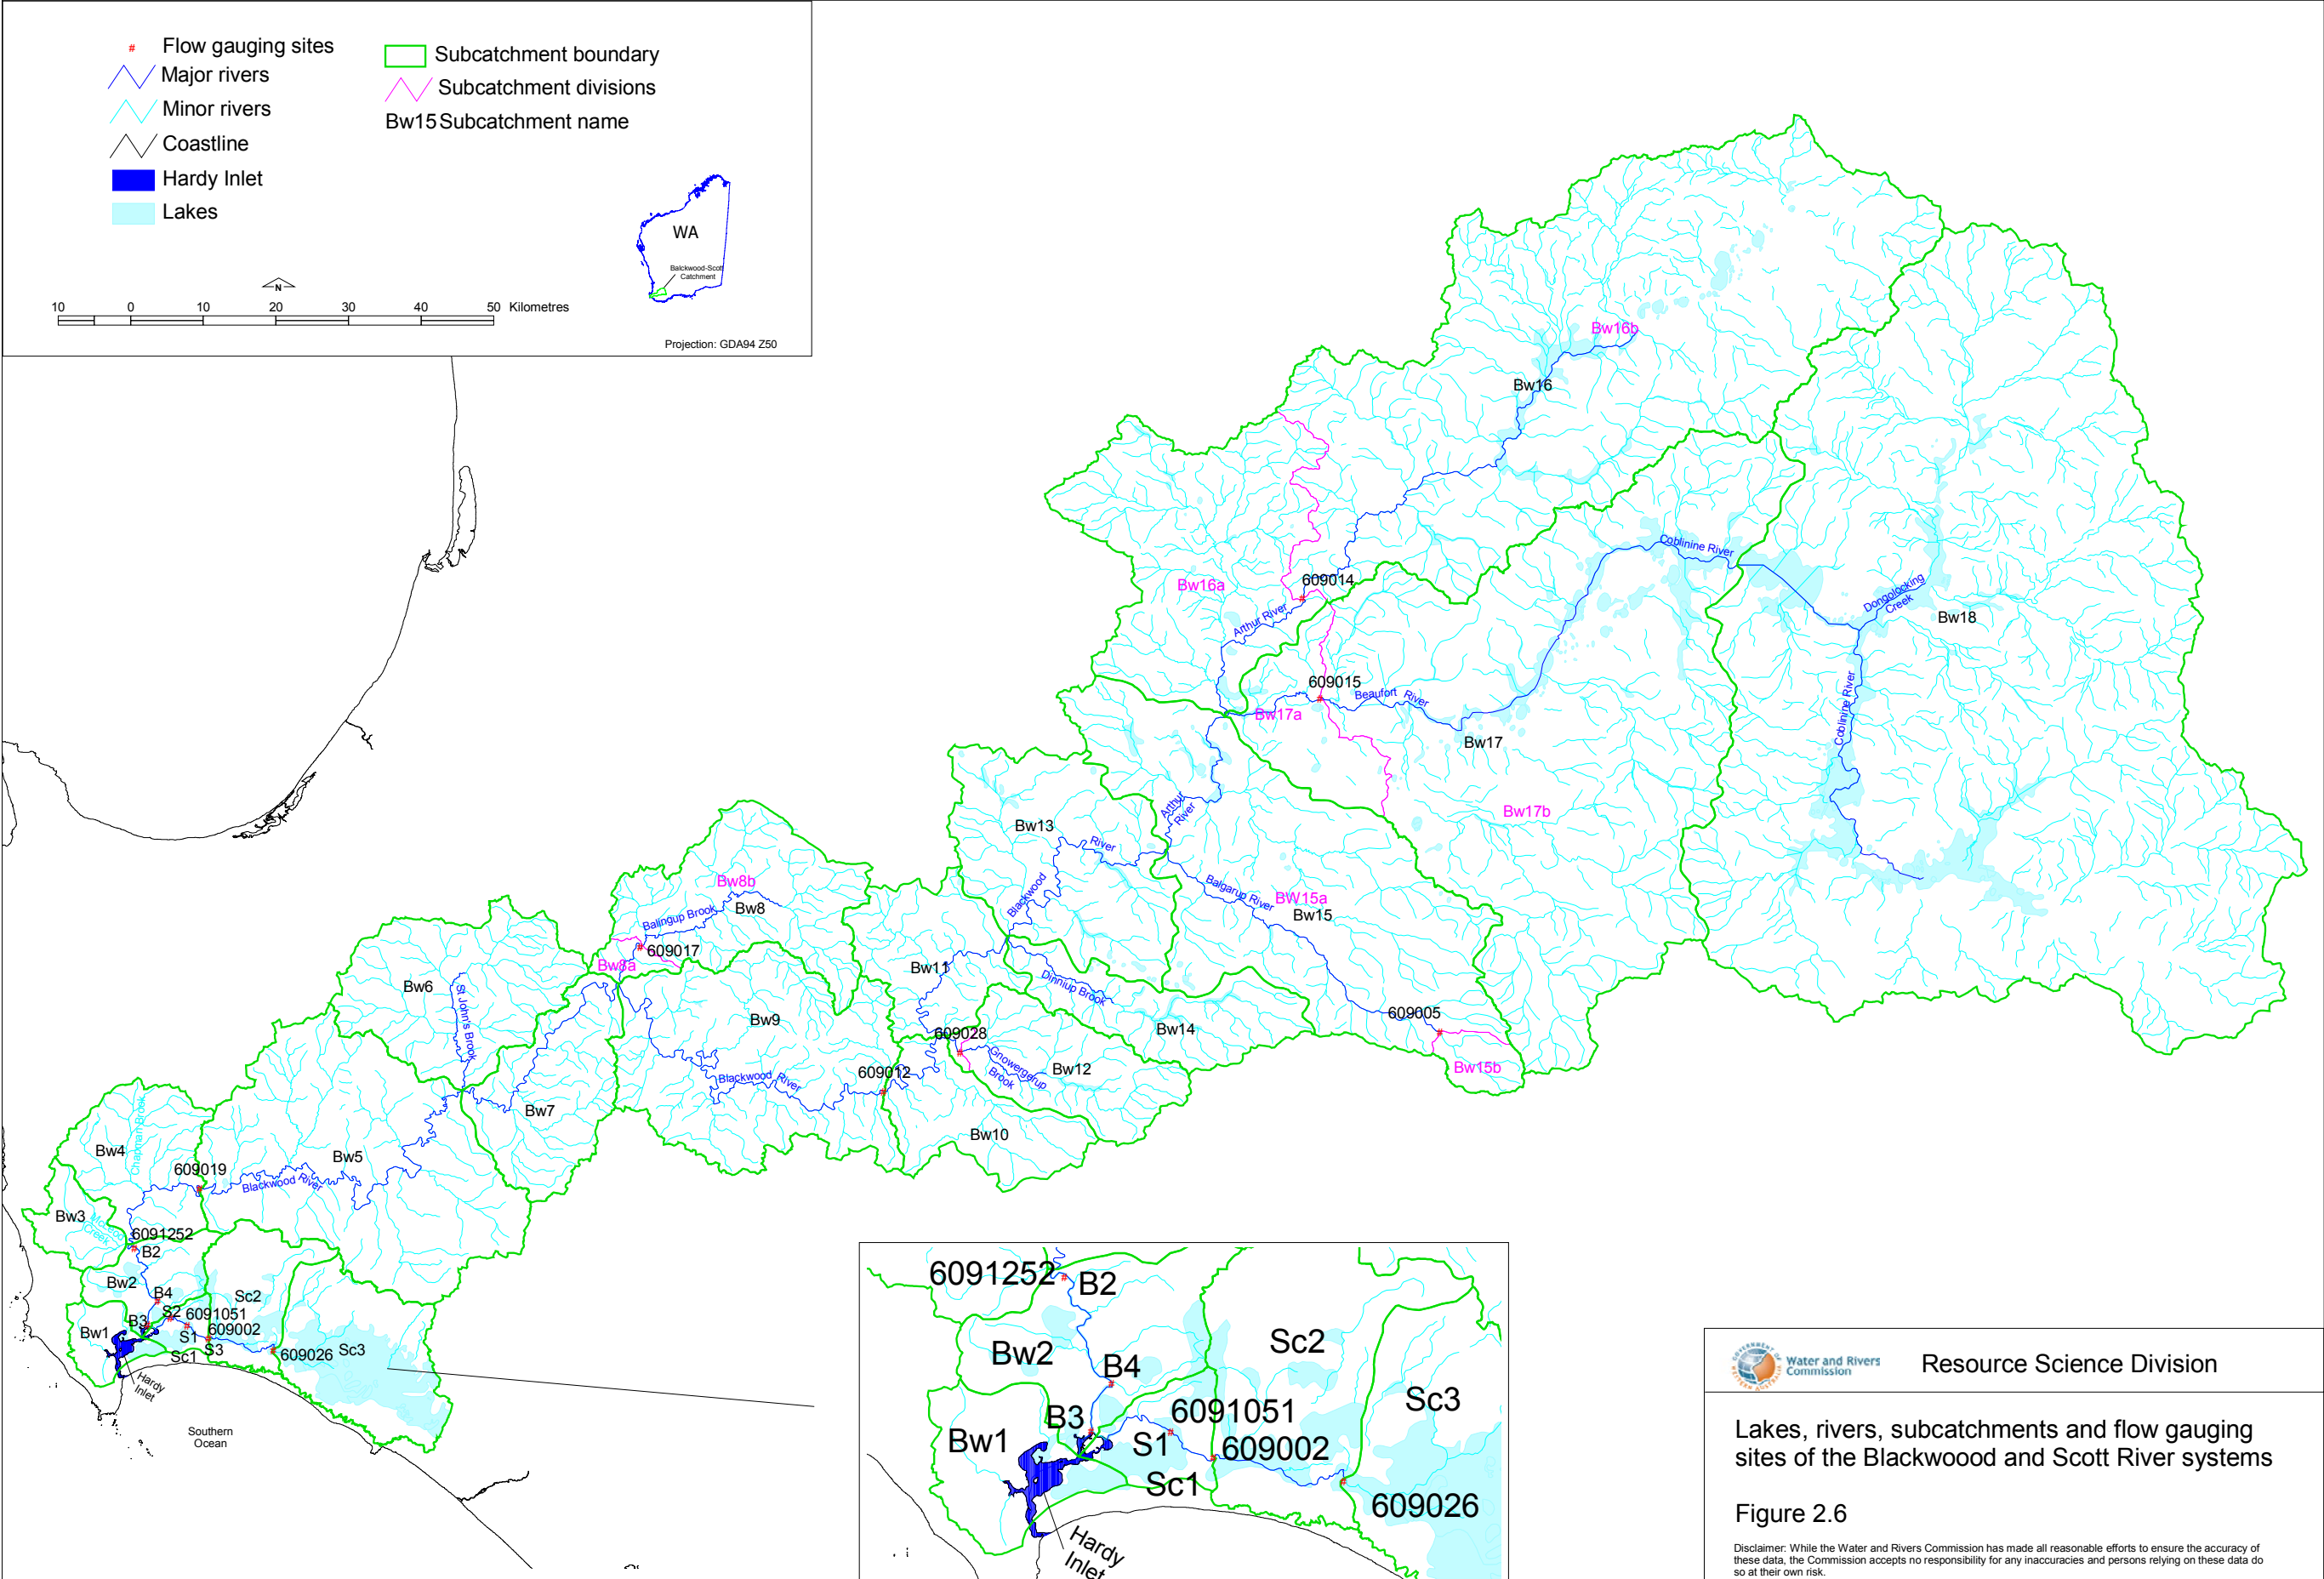 # Flow gauging sites
Major rivers
Minor rivers
Coastline
Hardy Inlet
Lakes
Subcatchment boundary
Subcatchment divisions
Bw15 Subcatchment name
WA
Balckwood-Scott
Catchment
N
10 0 10 20 30 40 50 Kilometres
Projection: GDA94 Z50
Bw16b
Bw16
Coblinine River
Bw16a
609014
Arthur River
Dongolocking
Creek
Bw18
609015
Beaufort River
Bw17a
Bw17
Coblinine River
Arthur
River
Bw17b
Bw13
River
Blackwood
Balgarup River
BW15a
Bw15
Bw8b
Bw8
Balingup Brook
609017
Bw8a
Bw11
Dinniup Brook
Bw6
St John's Brook
Bw9
609028
Bw14
609005
Gnowergerup
Brook
Bw12
Bw15b
609012
Blackwood River
Bw7
Bw10
Chapman Brook
Bw4
609019
Bw5
Blackwood River
Bw3
McLeod
Creek
6091252
B2
Bw2
B4
Sc2
S2
6091051
B3
609002
Bw1
S1
S3
Sc1
609026
Sc3
Hardy
Inlet
Southern
Ocean
6091252
B2
Bw2
B4
Sc2
Sc3
B3
6091051
Bw1
S1
609002
Sc1
609026
Hardy
Inlet
GOVERNMENT OF
WESTERN AUSTRALIA
Water and Rivers
Commission
Resource Science Division
Lakes, rivers, subcatchments and flow gauging
sites of the Blackwoood and Scott River systems
Figure 2.6
Disclaimer: While the Water and Rivers Commission has made all reasonable efforts to ensure the accuracy of
these data, the Commission accepts no responsibility for any inaccuracies and persons relying on these data do
so at their own risk.